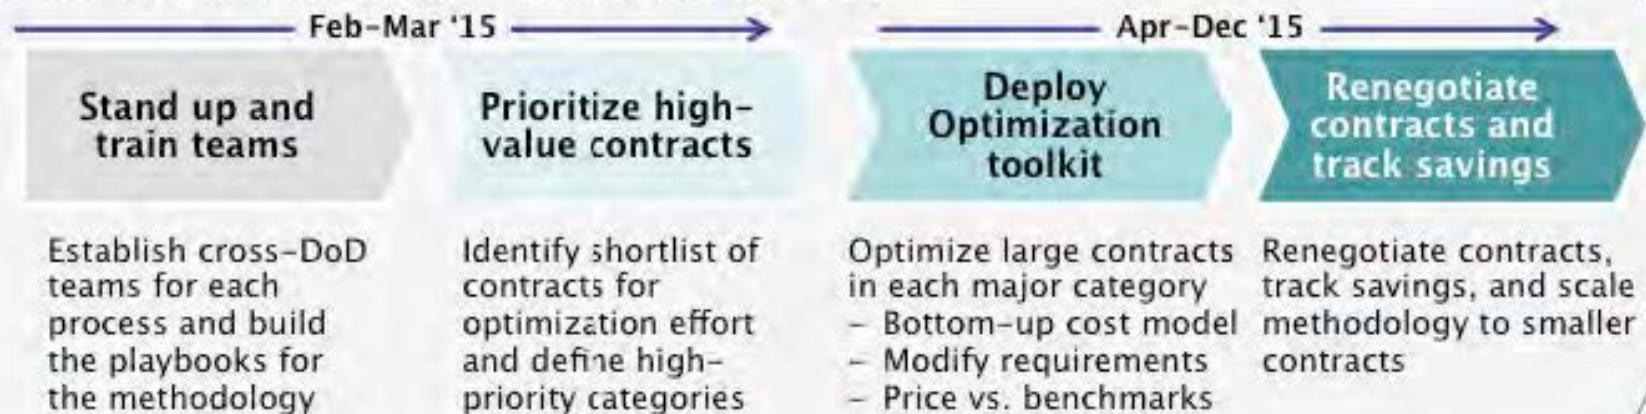 Feb-Mar '15
Apr-Dec '15
Stand up and
train teams
Prioritize high-
value contracts
Deploy
Optimization
toolkit
Renegotiate
contracts and
track savings
Establish cross-DoD
teams for each
process and build
the playbooks for
the methodology
Identify shortlist of
contracts for
optimization effort
and define high-
priority categories
Optimize large contracts
in each major category
- Bottom-up cost model
- Modify requirements
- Price vs. benchmarks
Renegotiate contracts,
track savings, and scale
methodology to smaller
contracts